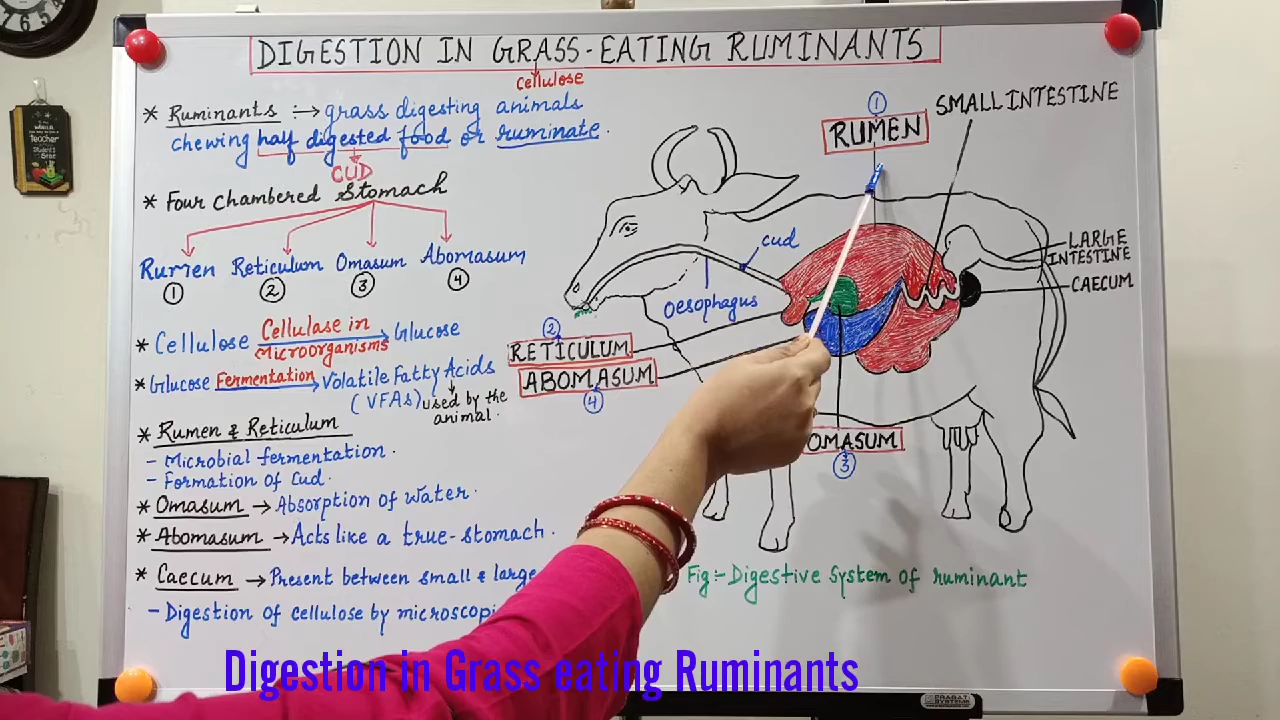 DIGESTION IN GRASS-EATING RUMINANTS
cellulose
* Ruminants :→ grass digesting animals
chewing half digested food or ruminate.
CUD
* Four chambered Stomach
Rumen Reticulum Omasum Abomasum
1 2 3 4
* Cellulose Cellulase in Microorganisms → Glucose
* Glucose Fermentation → Volatile Fatty Acids
(VFAs) used by the
animal.
* Rumen & Reticulum
- Microbial fermentation.
- Formation of Cud.
* Omasum → Absorption of water.
* Abomasum → Acts like a true-stomach.
* Caecum → Present between small & large
- Digestion of cellulose by microscopi
1
RUMEN
SMALL INTESTINE
cud
oesophagus
LARGE
INTESTINE
CAECUM
2
RETICULUM
ABOMASUM
4
OMASUM
3
Fig:- Digestive System of ruminant
teacher
Digestion in Grass eating Ruminants